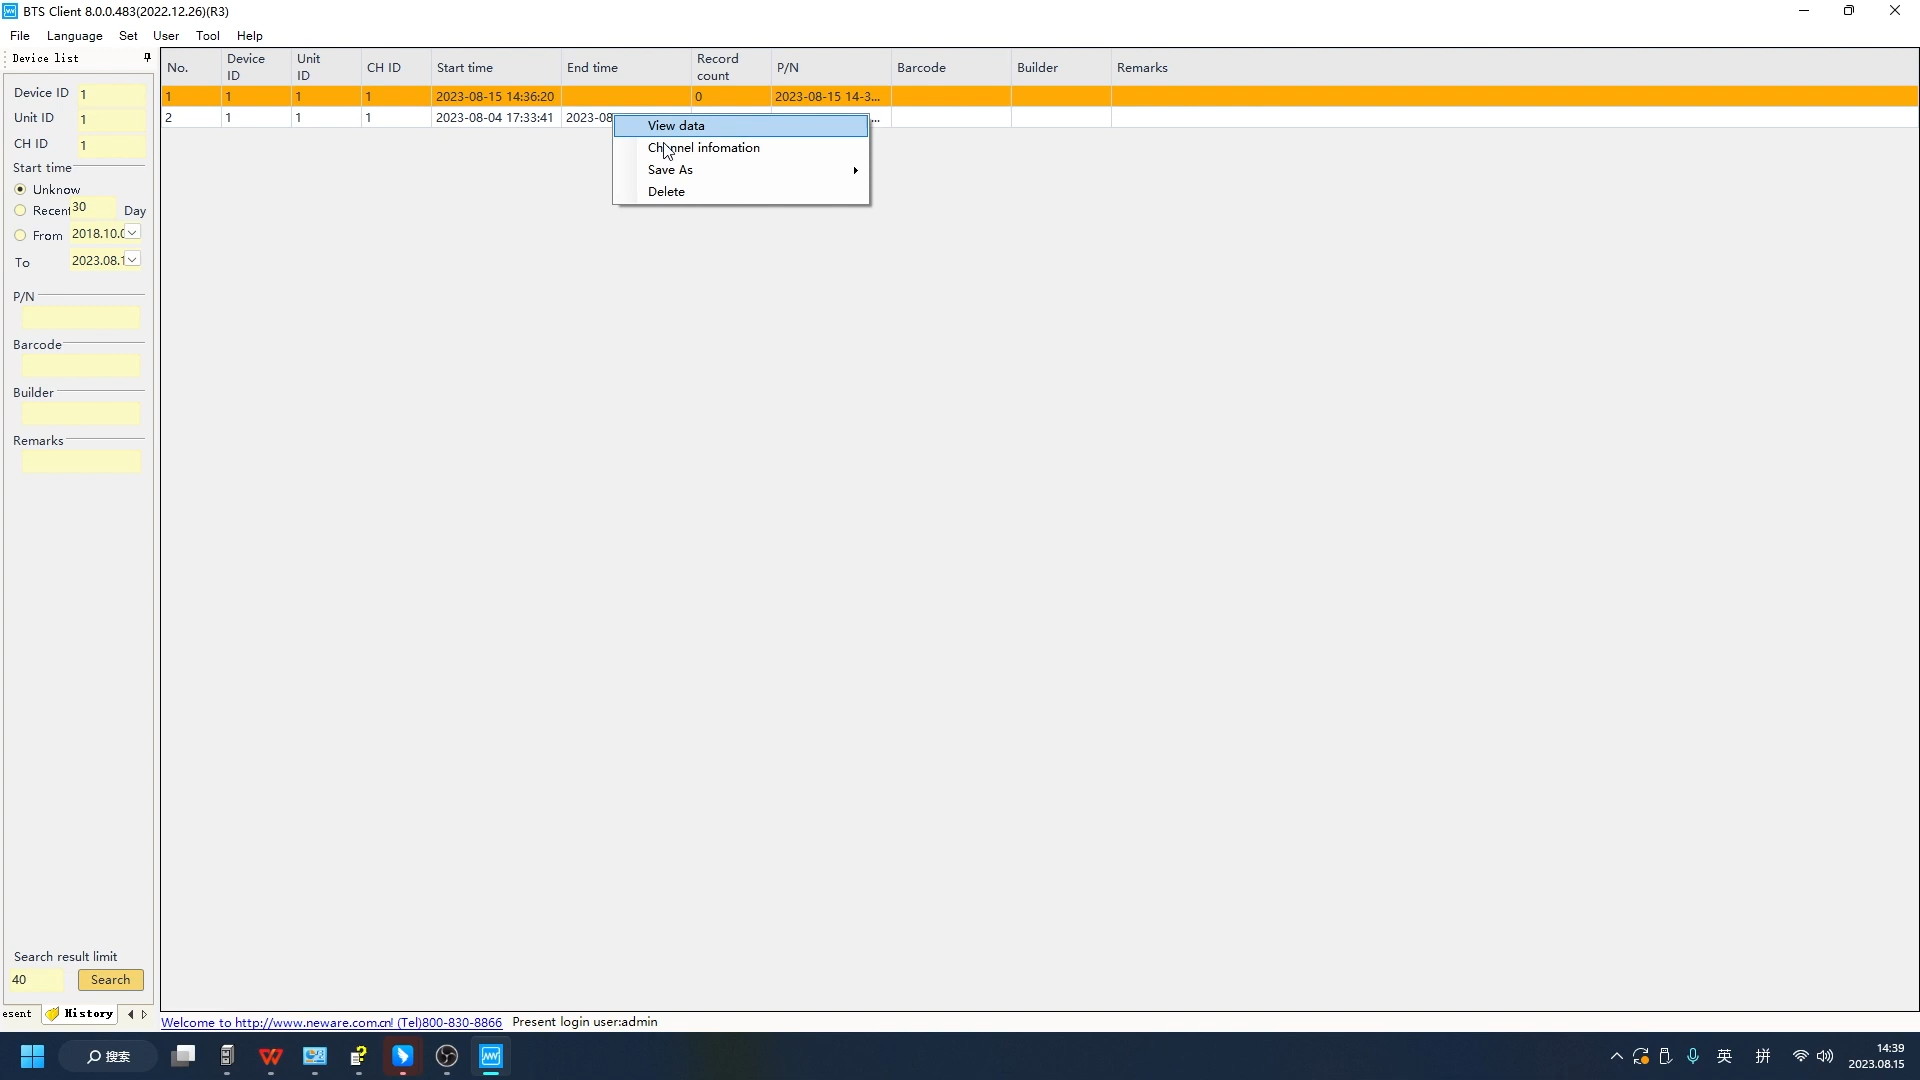 BTS Client 8.0.0.483(2022.12.26)(R3)
File Language Set User Tool Help
Device list
No. Device ID Unit ID CH ID Start time End time Record count P/N Barcode Builder Remarks
1 1 1 1 2023-08-15 14:36:20 0 2023-08-15 14-3...
2 1 1 1 2023-08-04 17:33:41 2023-08 ...
View data
Channel infomation
Save As
Delete
Device ID 1
Unit ID 1
CH ID 1
Start time
Unknow
Recent 30 Day
From 2018.10.0
To 2023.08.1
P/N
Barcode
Builder
Remarks
Search result limit
40 Search
esent History
Welcome to http://www.neware.com.cn! (Tel)800-830-8866 Present login user:admin
搜索
英 拼
14:39
2023.08.15